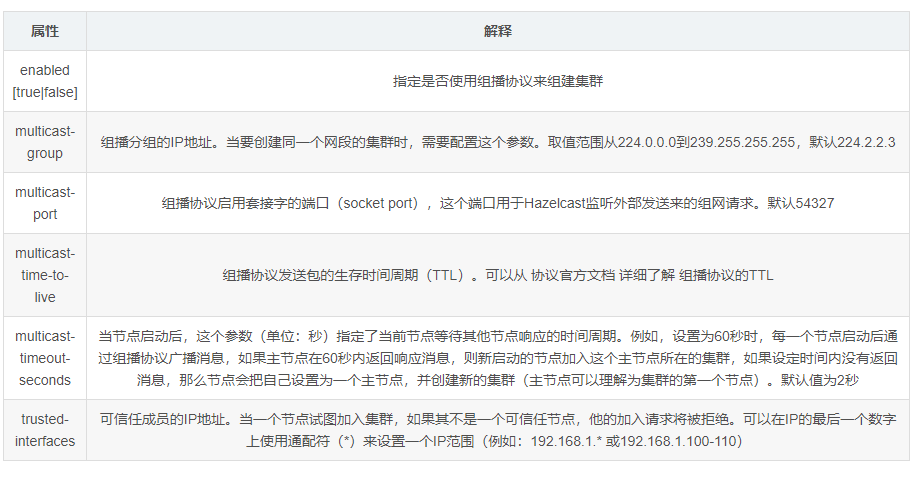 属性
解释
enabled
[true|false]
指定是否使用组播协议来组建集群
multicast-
group
组播分组的IP地址。当要创建同一个网段的集群时，需要配置这个参数。取值范围从224.0.0.0到239.255.255.255，默认224.2.2.3
multicast-
port
组播协议启用套接字的端口（socket port），这个端口用于Hazelcast监听外部发送来的组网请求。默认54327
multicast-
time-to-
live
组播协议发送包的生存时间周期（TTL）。可以从 协议官方文档 详细了解 组播协议的TTL
multicast-
timeout-
seconds
当节点启动后，这个参数（单位：秒）指定了当前节点等待其他节点响应的时间周期。例如，设置为60秒时，每一个节点启动后通
过组播协议广播消息，如果主节点在60秒内返回响应消息，则新启动的节点加入这个主节点所在的集群，如果设定时间内没有返回
消息，那么节点会把自己设置为一个主节点，并创建新的集群（主节点可以理解为集群的第一个节点）。默认值为2秒
trusted-
interfaces
可信任成员的IP地址。当一个节点试图加入集群，如果其不是一个可信任节点，他的加入请求将被拒绝。可以在IP的最后一个数字
上使用通配符（*）来设置一个IP范围（例如：192.168.1.* 或192.168.1.100-110）